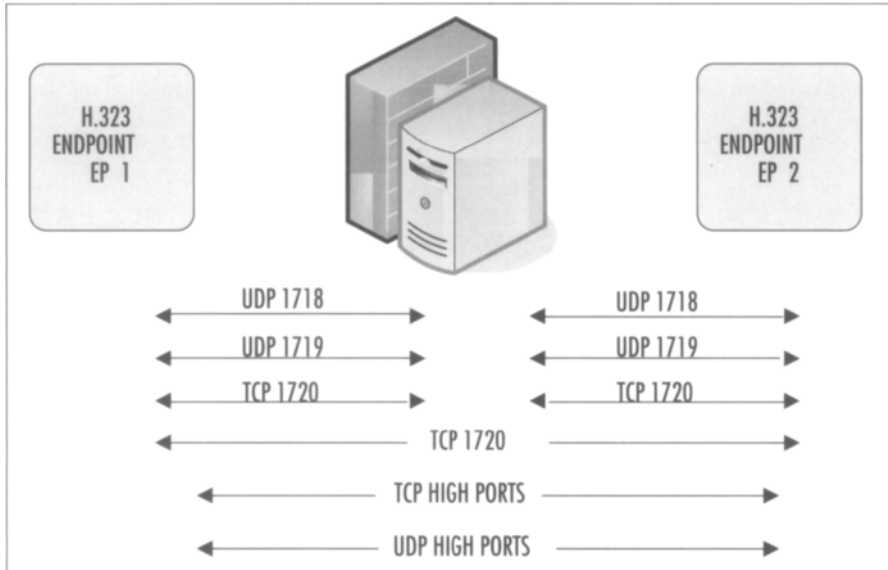 H.323
ENDPOINT
EP 1
H.323
ENDPOINT
EP 2
UDP 1718
UDP 1718
UDP 1719
UDP 1719
TCP 1720
TCP 1720
TCP 1720
TCP HIGH PORTS
UDP HIGH PORTS